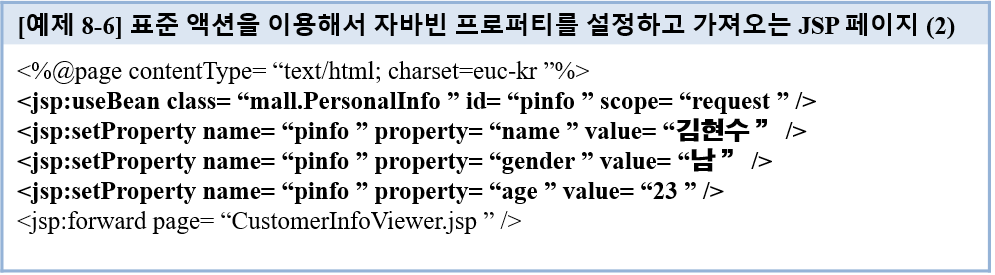 [예제 8-6] 표준 액션을 이용해서 자바빈 프로퍼티를 설정하고 가져오는 JSP 페이지 (2)
<%@page contentType= “text/html; charset=euc-kr ”%>
<jsp:useBean class= “mall.PersonalInfo ” id= “pinfo ” scope= “request ” />
<jsp:setProperty name= “pinfo ” property= “name ” value= “김현수 ” />
<jsp:setProperty name= “pinfo ” property= “gender ” value= “남 ” />
<jsp:setProperty name= “pinfo ” property= “age ” value= “23 ” />
<jsp:forward page= “CustomerInfoViewer.jsp ” />